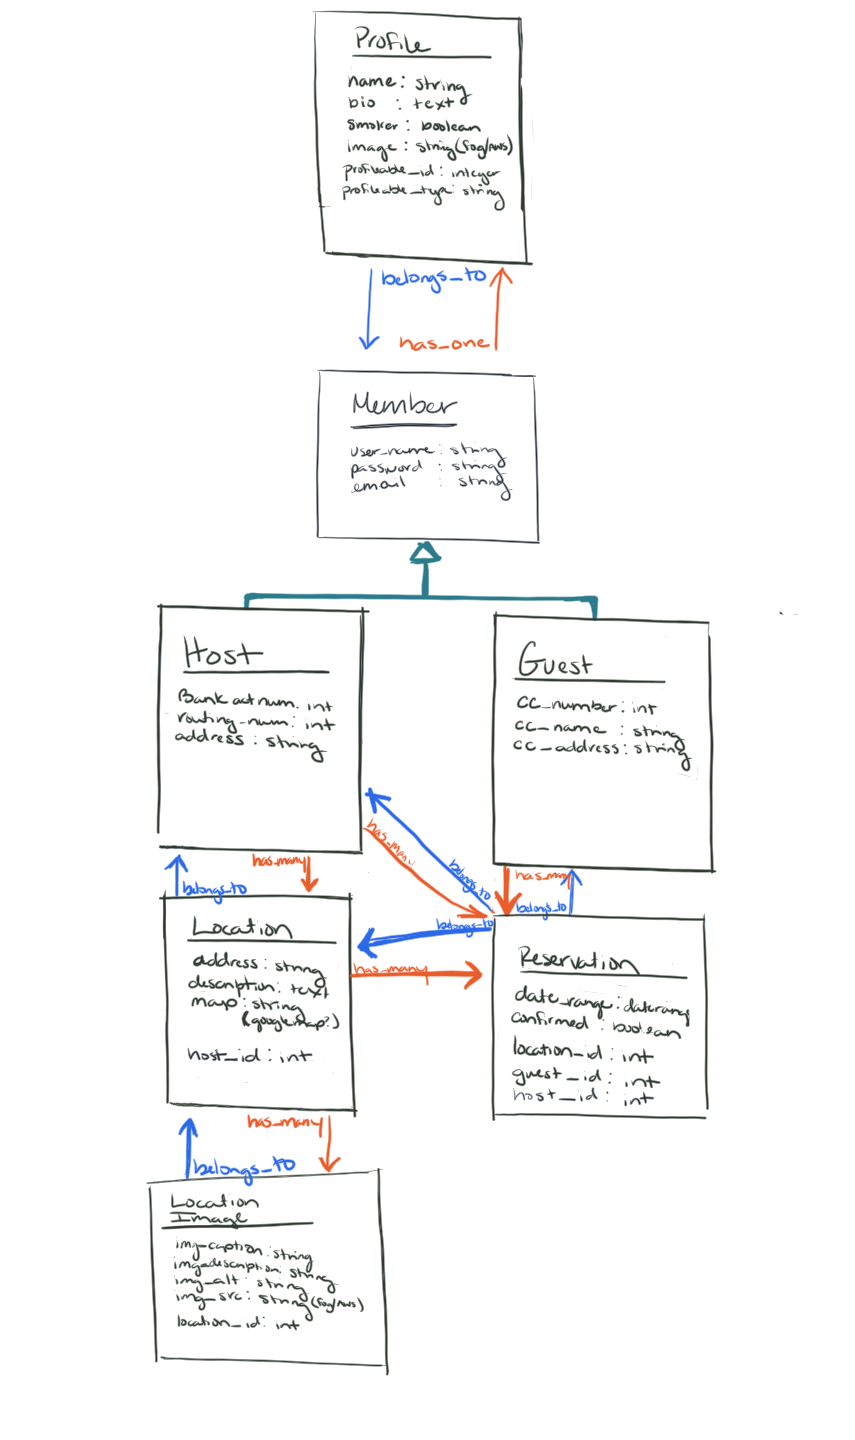 Profile
name: string
bio : text
smoker: boolean
image: string(fog/aws)
profileable_id: integer
profileable_type: string
belongs_to
has_one
Member
user_name: string
password : string
email : string
Host
Bank act num. int
routing_num: int
address: string
Guest
CC_number: int
cc_name : string
cc_address: string
has_many
belongs_to
has_many
belongs_to
has_many
belongs_to
Location
address: string
description: text
map: string
(google map?)
host_id: int
belongs_to
has_many
Reservation
date_range: daterang
confirmed : boolean
location_id: int
guest_id: int
host_id: int
has_many
belongs_to
Location
Image
img_caption: string
img_description: string
img_alt: string
img_src: string(fog/aws)
location_id: int